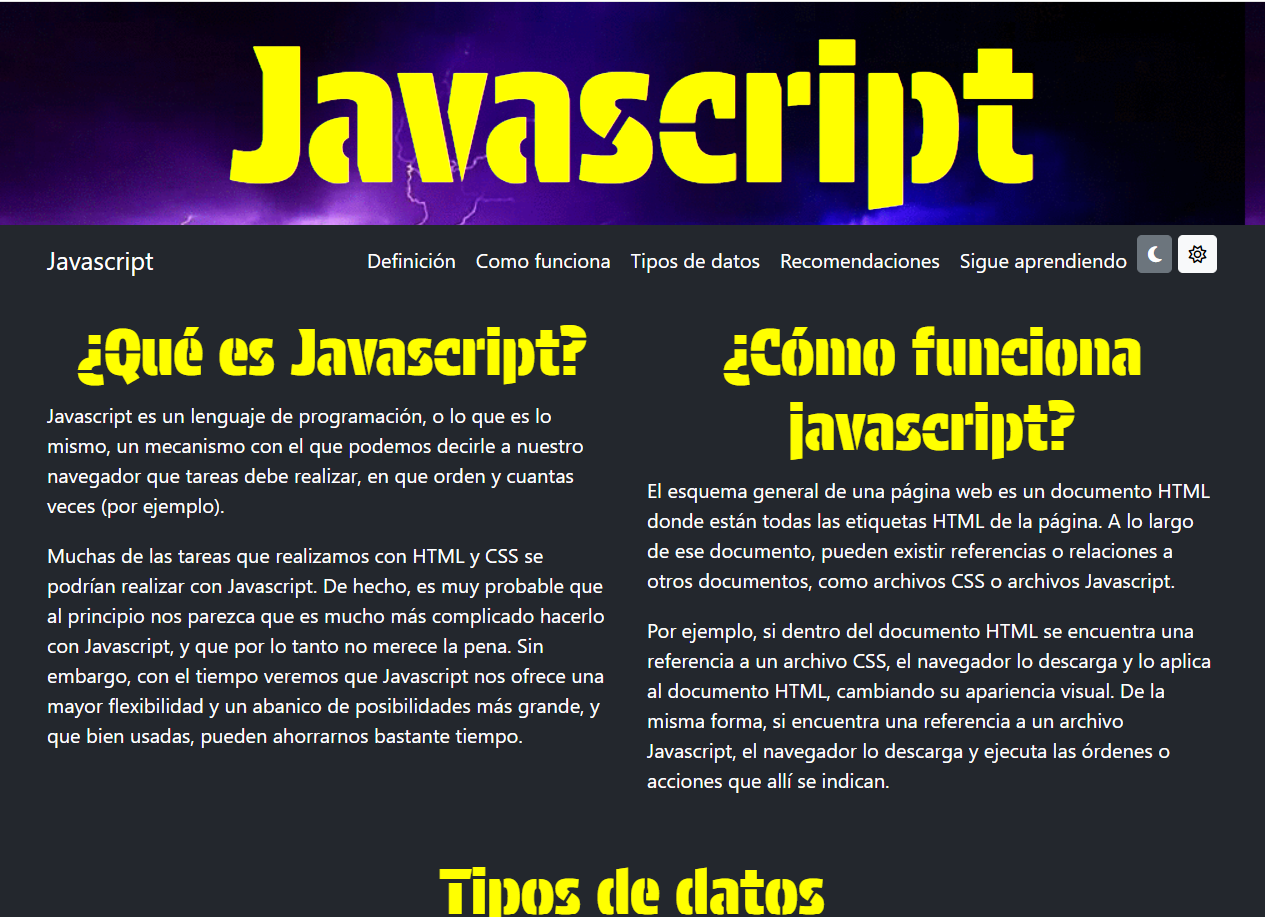 Javascript
Javascript
Definición Como funciona Tipos de datos Recomendaciones Sigue aprendiendo
¿Qué es Javascript?
Javascript es un lenguaje de programación, o lo que es lo
mismo, un mecanismo con el que podemos decirle a nuestro
navegador que tareas debe realizar, en que orden y cuantas
veces (por ejemplo).
Muchas de las tareas que realizamos con HTML y CSS se
podrían realizar con Javascript. De hecho, es muy probable que
al principio nos parezca que es mucho más complicado hacerlo
con Javascript, y que por lo tanto no merece la pena. Sin
embargo, con el tiempo veremos que Javascript nos ofrece una
mayor flexibilidad y un abanico de posibilidades más grande, y
que bien usadas, pueden ahorrarnos bastante tiempo.
¿Cómo funciona
javascript?
El esquema general de una página web es un documento HTML
donde están todas las etiquetas HTML de la página. A lo largo
de ese documento, pueden existir referencias o relaciones a
otros documentos, como archivos CSS o archivos Javascript.
Por ejemplo, si dentro del documento HTML se encuentra una
referencia a un archivo CSS, el navegador lo descarga y lo aplica
al documento HTML, cambiando su apariencia visual. De la
misma forma, si encuentra una referencia a un archivo
Javascript, el navegador lo descarga y ejecuta las órdenes o
acciones que allí se indican.
Tipos de datos